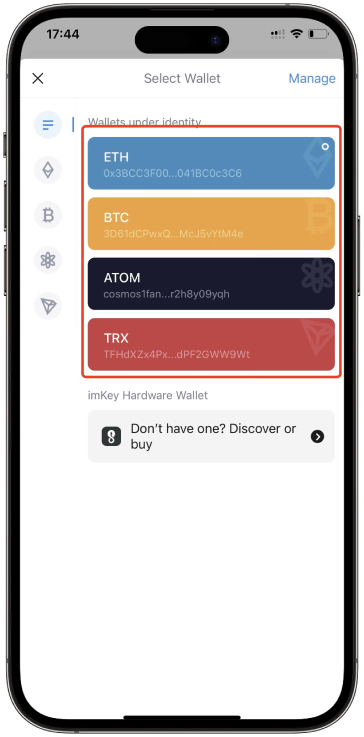 17:44
Select Wallet
Manage
Wallets under identity
ETH
0x3BCC3F00...041BC0c3C6
BTC
3D61dCPwxQ...McJ5vYtM4e
ATOM
cosmos1fan...r2h8y09yqh
TRX
TFHdXZx4Px...dPF2GWW9Wt
imKey Hardware Wallet
Don't have one? Discover or
buy